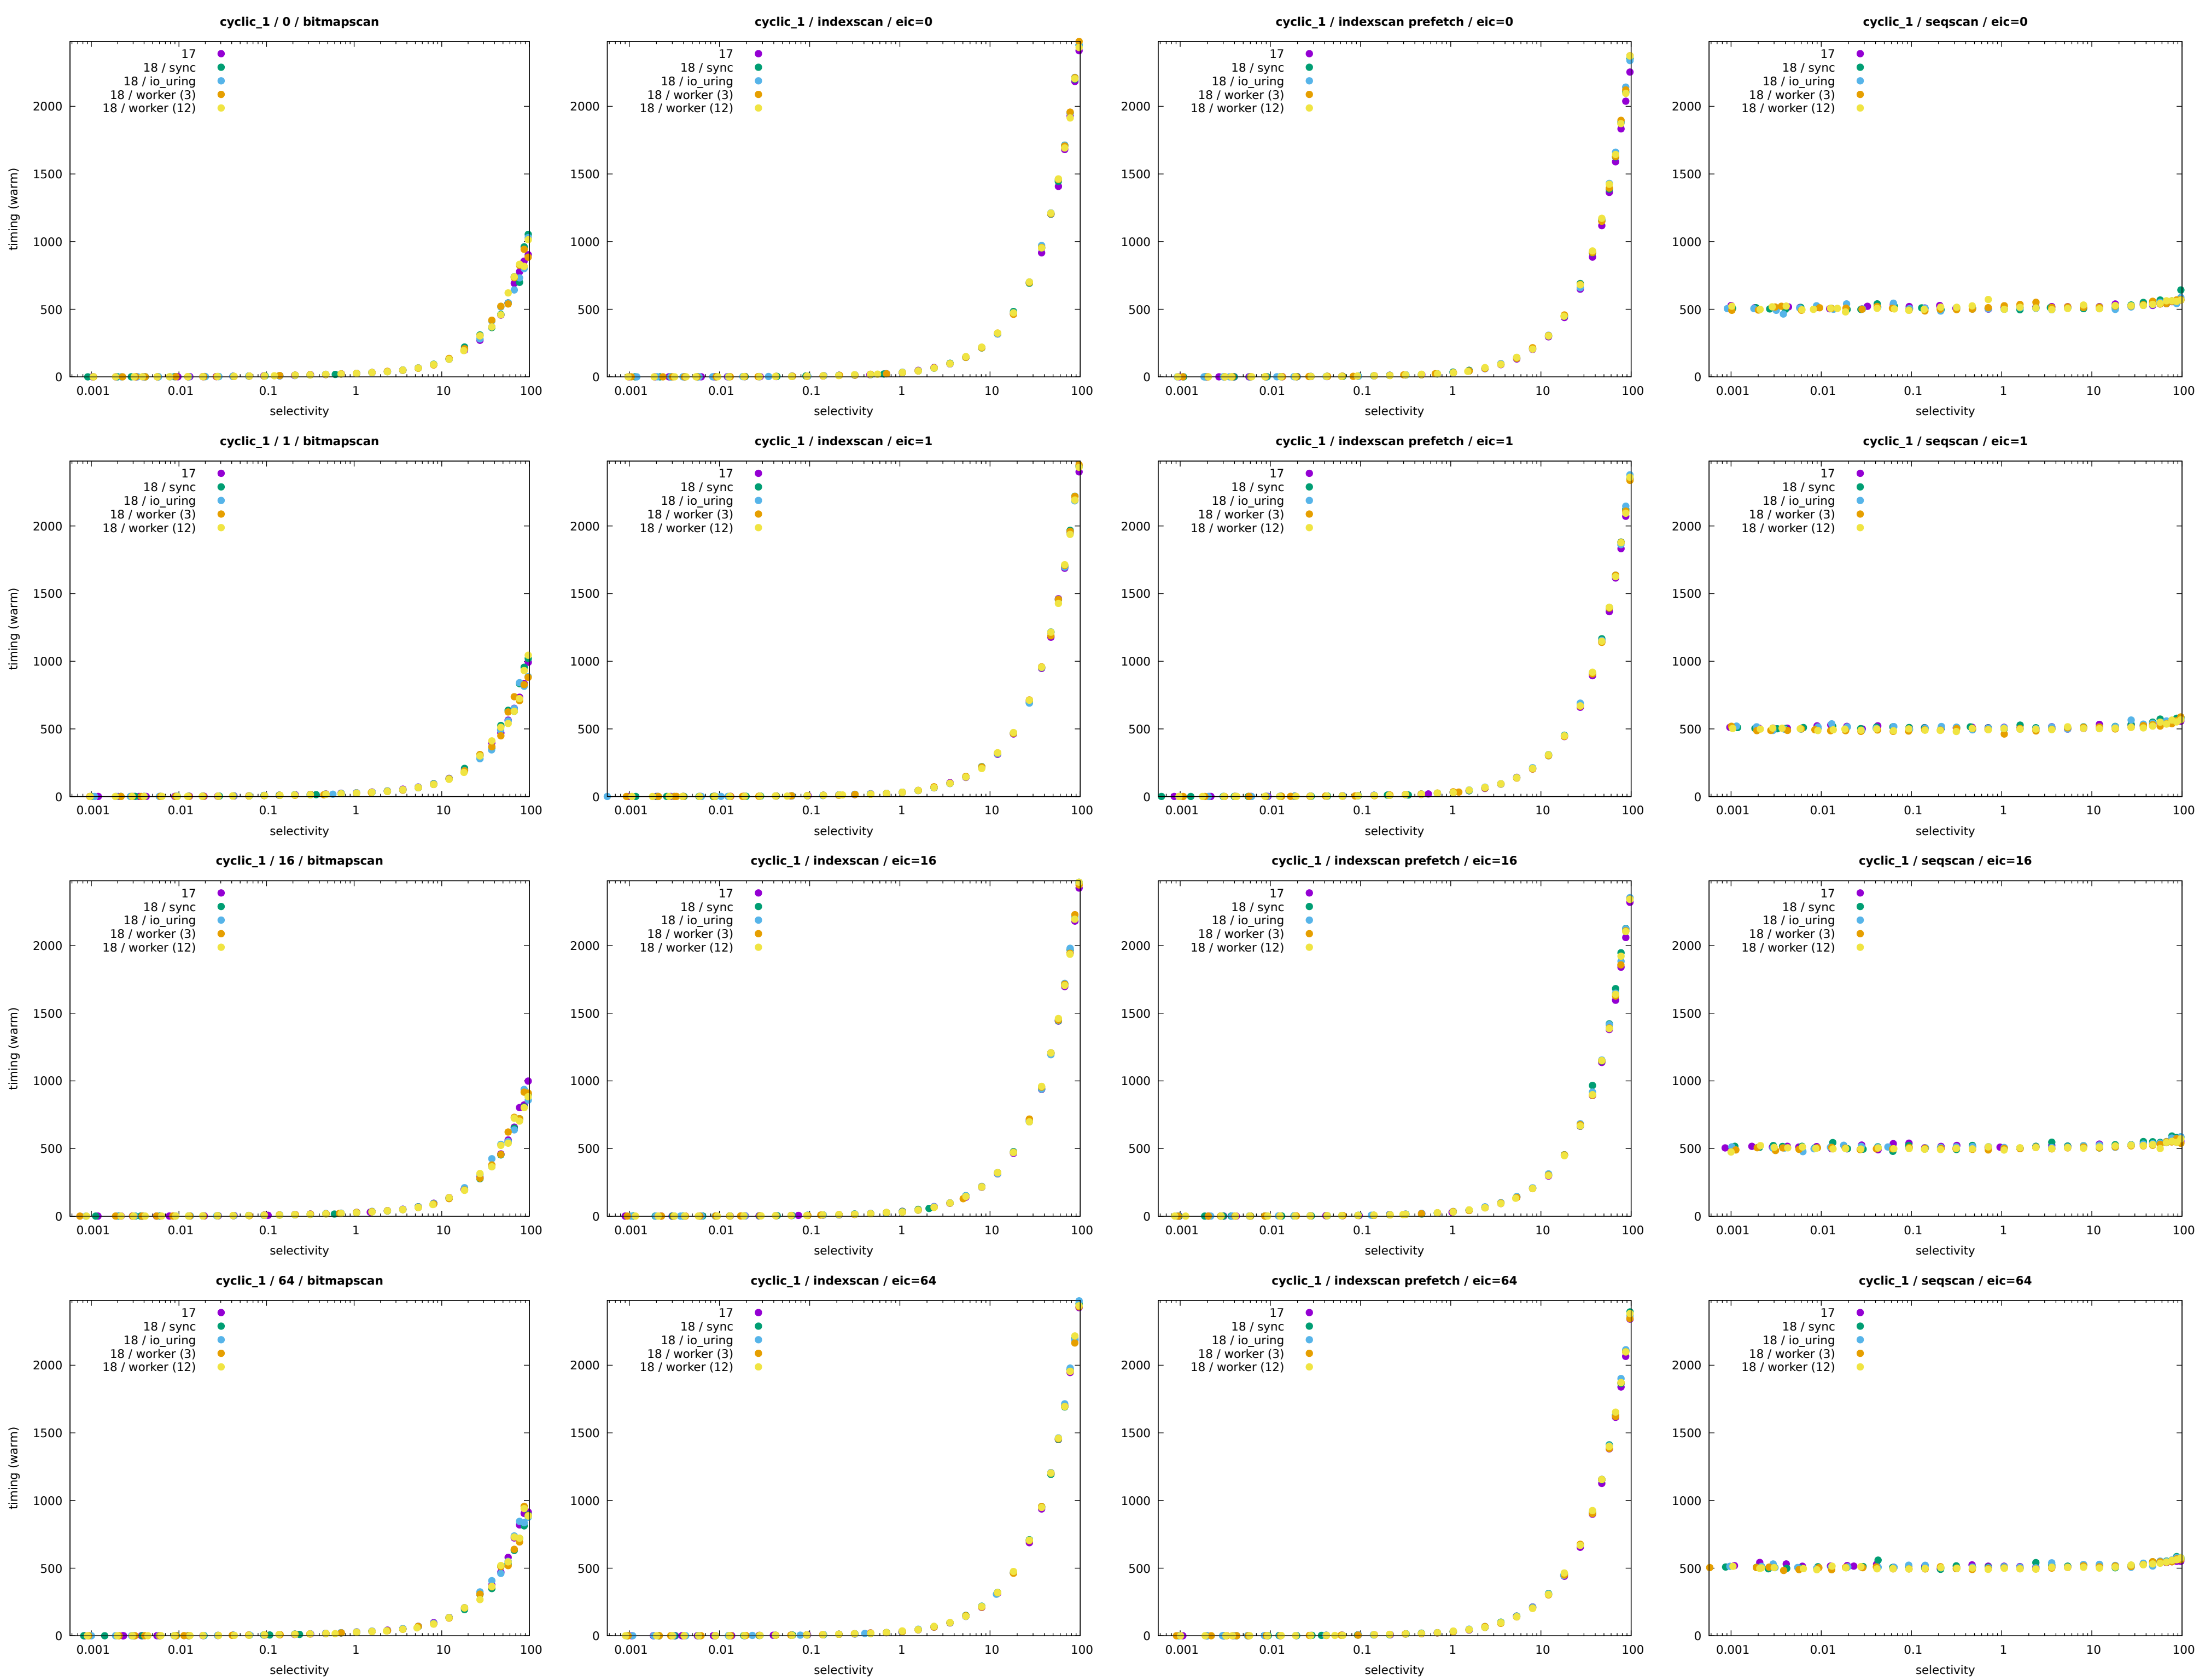 cyclic_1 / 0 / bitmapscan
17
18 / sync
18 / io_uring
18 / worker (3)
18 / worker (12)
timing (warm)
2000
1500
1000
500
0
0.001 0.01 0.1 1 10 100
selectivity
cyclic_1 / indexscan / eic=0
17
18 / sync
18 / io_uring
18 / worker (3)
18 / worker (12)
2000
1500
1000
500
0
0.001 0.01 0.1 1 10 100
selectivity
cyclic_1 / indexscan prefetch / eic=0
17
18 / sync
18 / io_uring
18 / worker (3)
18 / worker (12)
2000
1500
1000
500
0
0.001 0.01 0.1 1 10 100
selectivity
cyclic_1 / seqscan / eic=0
17
18 / sync
18 / io_uring
18 / worker (3)
18 / worker (12)
2000
1500
1000
500
0
0.001 0.01 0.1 1 10 100
selectivity
cyclic_1 / 1 / bitmapscan
17
18 / sync
18 / io_uring
18 / worker (3)
18 / worker (12)
timing (warm)
2000
1500
1000
500
0
0.001 0.01 0.1 1 10 100
selectivity
cyclic_1 / indexscan / eic=1
17
18 / sync
18 / io_uring
18 / worker (3)
18 / worker (12)
2000
1500
1000
500
0
0.001 0.01 0.1 1 10 100
selectivity
cyclic_1 / indexscan prefetch / eic=1
17
18 / sync
18 / io_uring
18 / worker (3)
18 / worker (12)
2000
1500
1000
500
0
0.001 0.01 0.1 1 10 100
selectivity
cyclic_1 / seqscan / eic=1
17
18 / sync
18 / io_uring
18 / worker (3)
18 / worker (12)
2000
1500
1000
500
0
0.001 0.01 0.1 1 10 100
selectivity
cyclic_1 / 16 / bitmapscan
17
18 / sync
18 / io_uring
18 / worker (3)
18 / worker (12)
timing (warm)
2000
1500
1000
500
0
0.001 0.01 0.1 1 10 100
selectivity
cyclic_1 / indexscan / eic=16
17
18 / sync
18 / io_uring
18 / worker (3)
18 / worker (12)
2000
1500
1000
500
0
0.001 0.01 0.1 1 10 100
selectivity
cyclic_1 / indexscan prefetch / eic=16
17
18 / sync
18 / io_uring
18 / worker (3)
18 / worker (12)
2000
1500
1000
500
0
0.001 0.01 0.1 1 10 100
selectivity
cyclic_1 / seqscan / eic=16
17
18 / sync
18 / io_uring
18 / worker (3)
18 / worker (12)
2000
1500
1000
500
0
0.001 0.01 0.1 1 10 100
selectivity
cyclic_1 / 64 / bitmapscan
17
18 / sync
18 / io_uring
18 / worker (3)
18 / worker (12)
timing (warm)
2000
1500
1000
500
0
0.001 0.01 0.1 1 10 100
selectivity
cyclic_1 / indexscan / eic=64
17
18 / sync
18 / io_uring
18 / worker (3)
18 / worker (12)
2000
1500
1000
500
0
0.001 0.01 0.1 1 10 100
selectivity
cyclic_1 / indexscan prefetch / eic=64
17
18 / sync
18 / io_uring
18 / worker (3)
18 / worker (12)
2000
1500
1000
500
0
0.001 0.01 0.1 1 10 100
selectivity
cyclic_1 / seqscan / eic=64
17
18 / sync
18 / io_uring
18 / worker (3)
18 / worker (12)
2000
1500
1000
500
0
0.001 0.01 0.1 1 10 100
selectivity